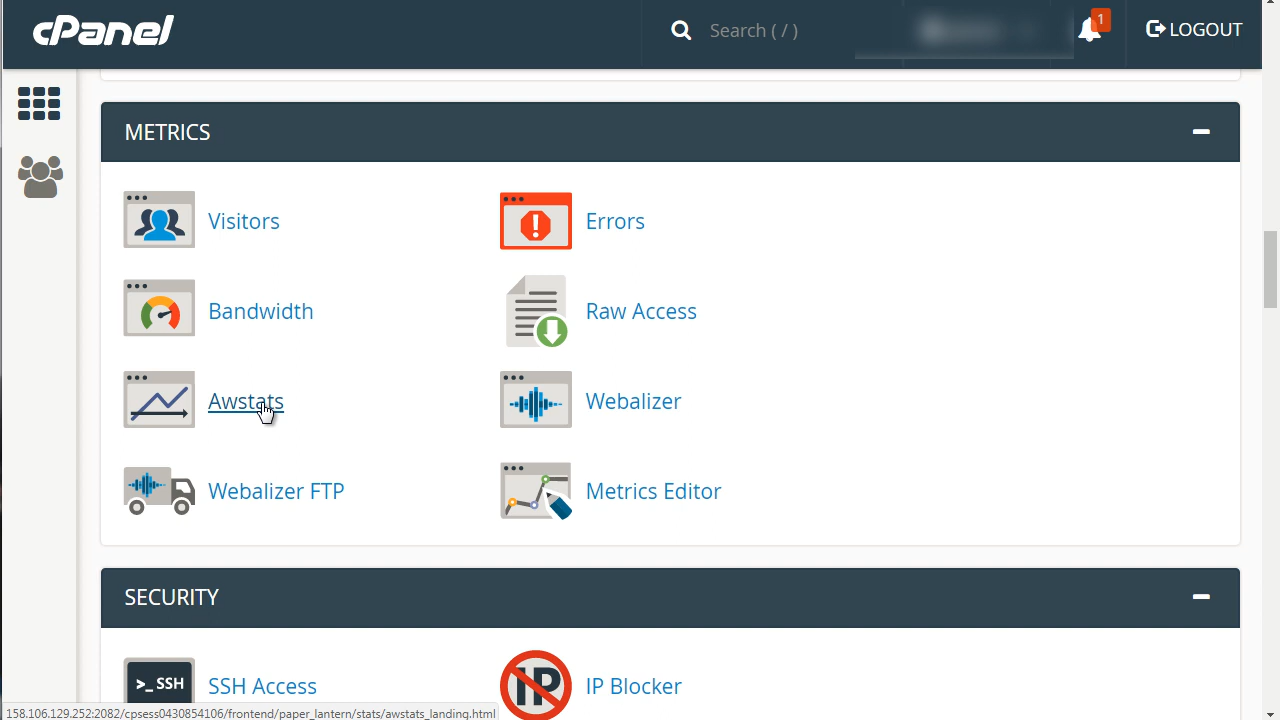 cPanel
Search ( / )
1
LOGOUT
METRICS
Visitors
Errors
Bandwidth
Raw Access
Awstats
Webalizer
Webalizer FTP
Metrics Editor
SECURITY
>_ SSH
SSH Access
IP
IP Blocker
158.106.129.252:2082/cpsess0430854106/frontend/paper_lantern/stats/awstats_landing.html